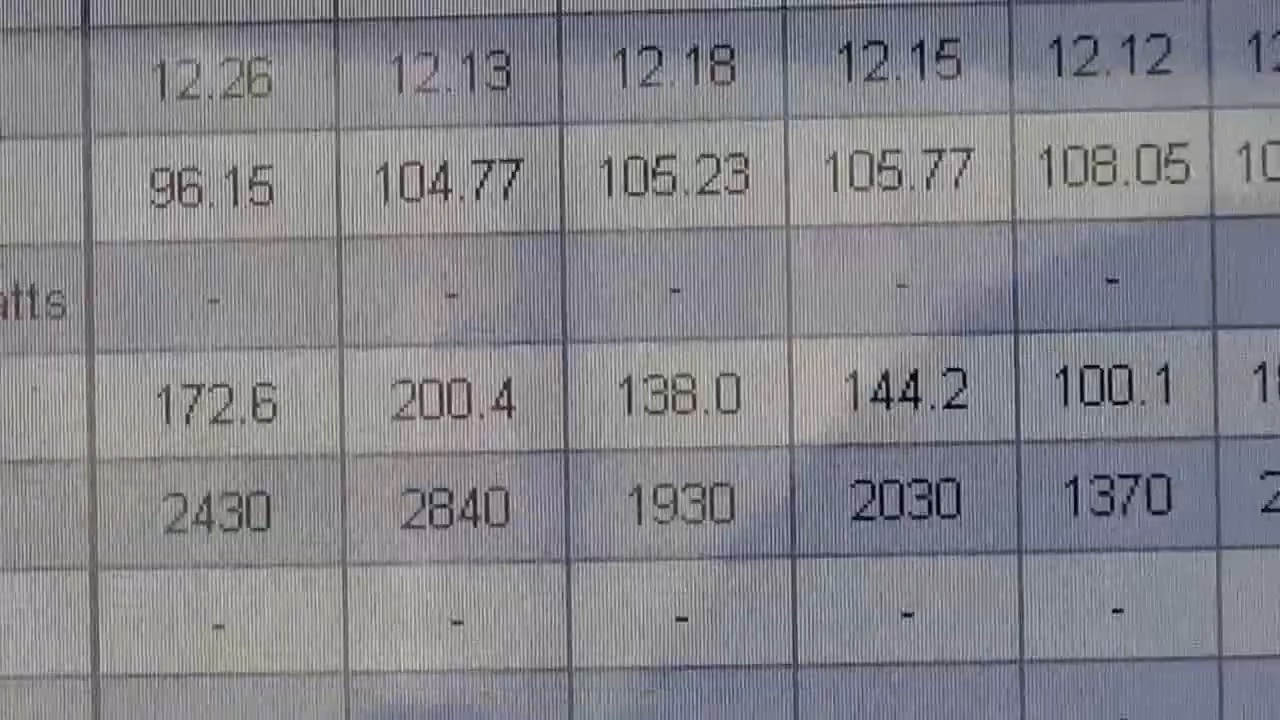 12.26 12.13 12.18 12.15 12.12
96.15 104.77 105.23 105.77 108.05
- - - - -
172.6 200.4 138.0 144.2 100.1
2430 2840 1930 2030 1370
- - - - -